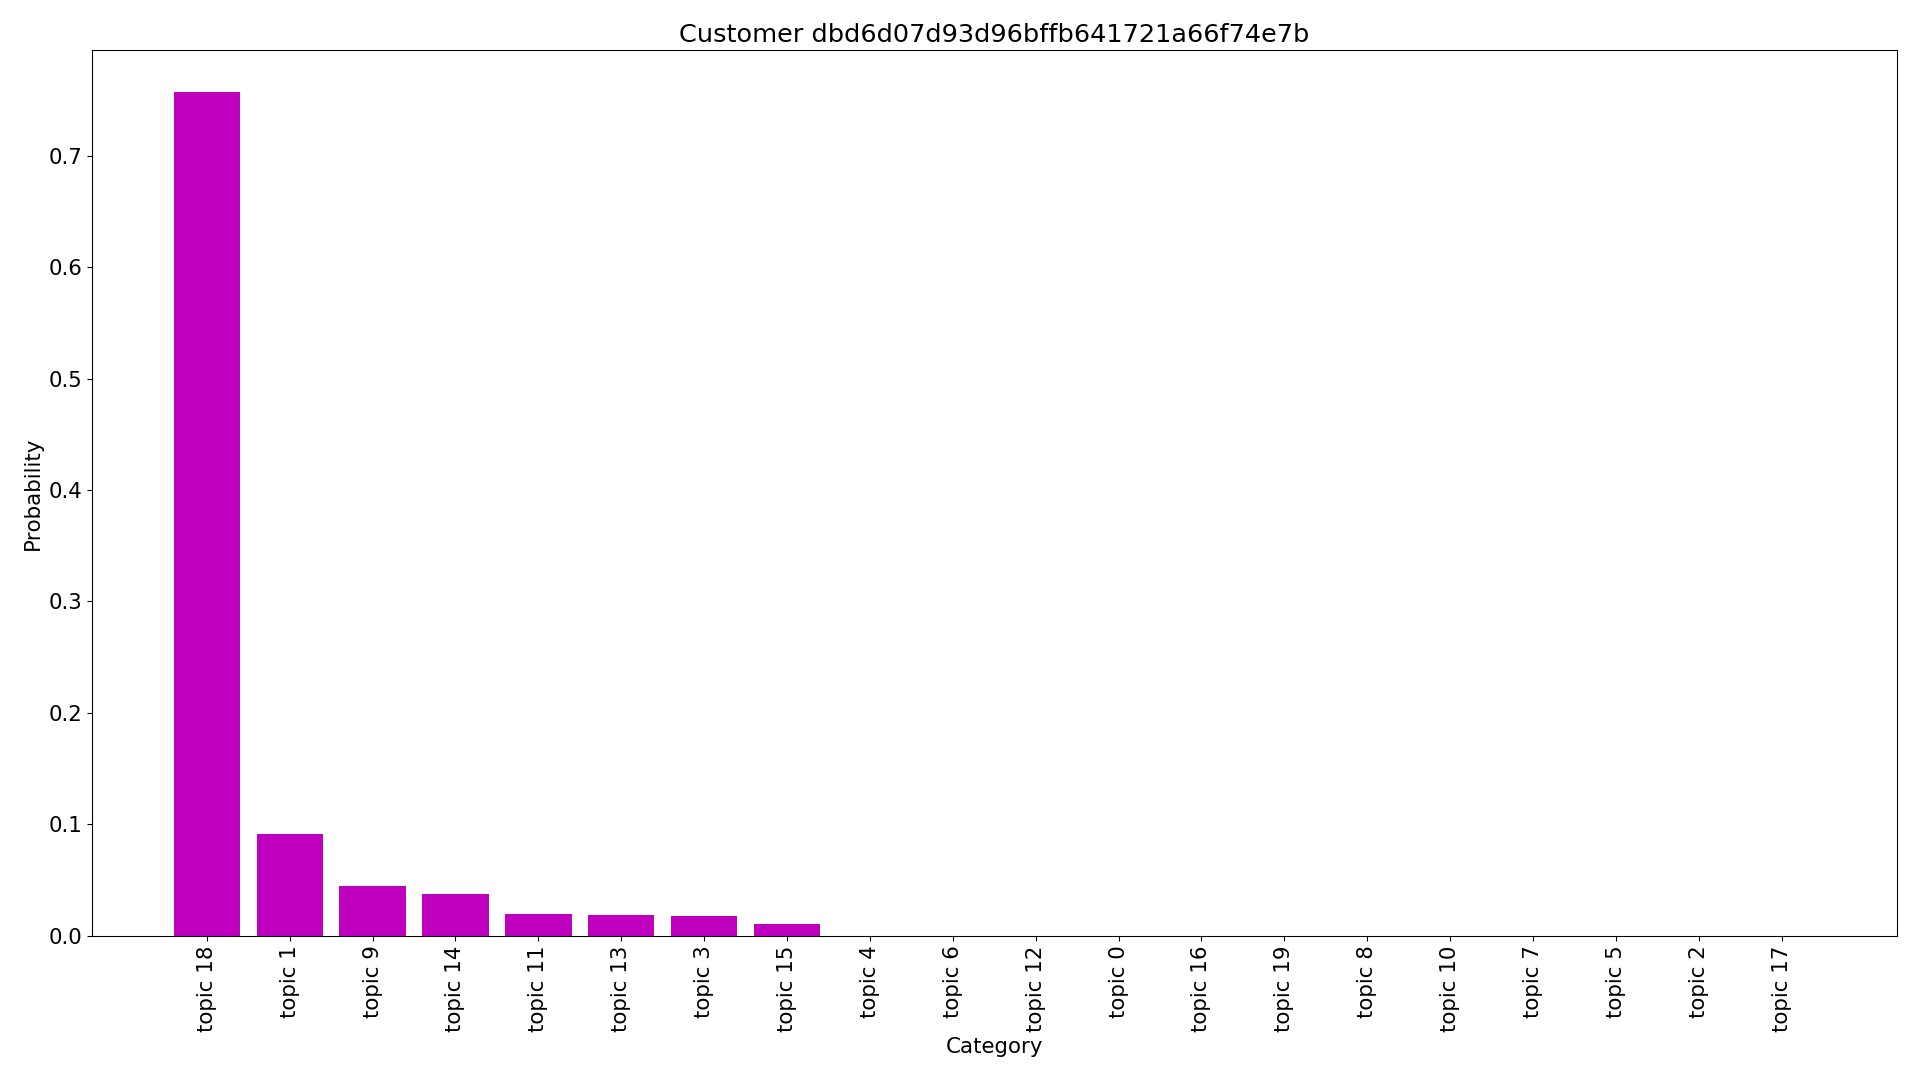 Customer dbd6d07d93d96bffb641721a66f74e7b
Probability
0.7
0.6
0.5
0.4
0.3
0.2
0.1
0.0
topic 18
topic 1
topic 9
topic 14
topic 11
topic 13
topic 3
topic 15
topic 4
topic 6
topic 12
topic 0
topic 16
topic 19
topic 8
topic 10
topic 7
topic 5
topic 2
topic 17
Category